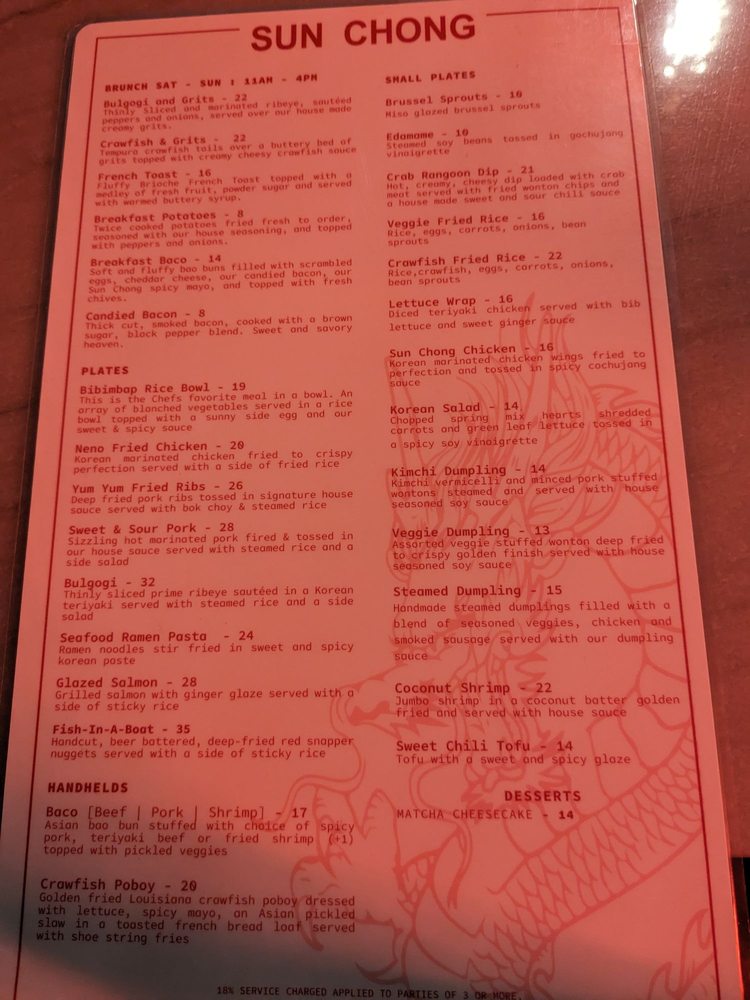 SUN CHONG
BRUNCH SAT - SUN : 11AM - 4PM
Bulgogi and Grits - 22
Thinly Sliced and marinated ribeye, sautéed
peppers and onions, served over our house made
creamy grits.
Crawfish & Grits - 22
Tempura crawfish tails over a buttery bed of
grits topped with creamy cheesy crawfish sauce
French Toast - 16
Fluffy Brioche French Toast topped with a
medley of fresh fruit, powder sugar and served
with warmed buttery syrup.
Breakfast Potatoes - 8
Twice cooked potatoes fried fresh to order,
seasoned with our house seasoning, and topped
with peppers and onions.
Breakfast Baco - 14
Soft and fluffy bao buns filled with scrambled
eggs, cheddar cheese, our candied bacon, our
Sun Chong spicy mayo, and topped with fresh
chives.
Candied Bacon - 8
Thick cut, smoked bacon, cooked with a brown
sugar, black pepper blend. Sweet and savory
heaven.
PLATES
Bibimbap Rice Bowl - 19
This is the Chefs favorite meal in a bowl. An
array of blanched vegetables served in a rice
bowl topped with a sunny side egg and our
sweet & spicy sauce
Neno Fried Chicken - 20
Korean marinated chicken fried to crispy
perfection served with a side of fried rice
Yum Yum Fried Ribs - 26
Deep fried pork ribs tossed in signature house
sauce served with bok choy & steamed rice
Sweet & Sour Pork - 28
Sizzling hot marinated pork fired & tossed in
our house sauce served with steamed rice and a
side salad
Bulgogi - 32
Thinly sliced prime ribeye sautéed in a Korean
teriyaki served with steamed rice and a side
salad
Seafood Ramen Pasta - 24
Ramen noodles stir fried in sweet and spicy
korean paste
Glazed Salmon - 28
Grilled salmon with ginger glaze served with a
side of sticky rice
Fish-In-A-Boat - 35
Handcut, beer battered, deep-fried red snapper
nuggets served with a side of sticky rice
HANDHELDS
Baco [Beef | Pork | Shrimp] - 17
Asian bao bun stuffed with choice of spicy
pork, teriyaki beef or fried shrimp (+1)
topped with pickled veggies
Crawfish Poboy - 20
Golden fried Louisiana crawfish poboy dressed
with lettuce, spicy mayo, an Asian pickled
slaw in a toasted french bread loaf served
with shoe string fries
SMALL PLATES
Brussel Sprouts - 10
Miso glazed brussel sprouts
Edamame - 10
Steamed soy beans tossed in gochujang
vinaigrette
Crab Rangoon Dip - 21
Hot, creamy, cheesy dip loaded with crab
meat served with fried wonton chips and
a house made sweet and sour chili sauce
Veggie Fried Rice - 16
Rice, eggs, carrots, onions, bean
sprouts
Crawfish Fried Rice - 22
Rice,crawfish, eggs, carrots, onions,
bean sprouts
Lettuce Wrap - 16
Diced teriyaki chicken served with bib
lettuce and sweet ginger sauce
Sun Chong Chicken - 16
Korean marinated chicken wings fried to
perfection and tossed in spicy cochujang
sauce
Korean Salad - 14
Chopped spring mix hearts shredded
carrots and green leaf lettuce tossed in
a spicy soy vinaigrette
Kimchi Dumpling - 14
Kimchi vermicelli and minced pork stuffed
wontons steamed and served with house
seasoned soy sauce
Veggie Dumpling - 13
Assorted veggie stuffed wonton deep fried
to crispy golden finish served with house
seasoned soy sauce
Steamed Dumpling - 15
Handmade steamed dumplings filled with a
blend of seasoned veggies, chicken and
smoked sausage served with our dumpling
sauce
Coconut Shrimp - 22
Jumbo shrimp in a coconut batter golden
fried and served with house sauce
Sweet Chili Tofu - 14
Tofu with a sweet and spicy glaze
DESSERTS
MATCHA CHEESECAKE - 14
18% SERVICE CHARGED APPLIED TO PARTIES OF 3 OR MORE.